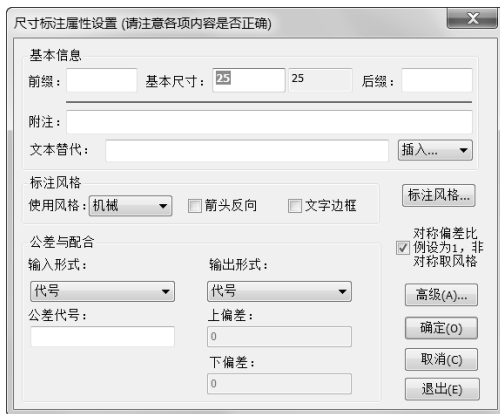 尺寸标注属性设置 (请注意各项内容是否正确)
基本信息
前缀： 基本尺寸： 25 25 后缀：
附注：
文本替代： 插入...
标注风格
使用风格：机械 箭头反向 文字边框 标注风格...
公差与配合
对称偏差比
例设为1，非
对称取风格
输入形式： 输出形式：
代号 代号 高级(A)...
公差代号： 上偏差：
0 确定(O)
下偏差： 取消(C)
0 退出(E)